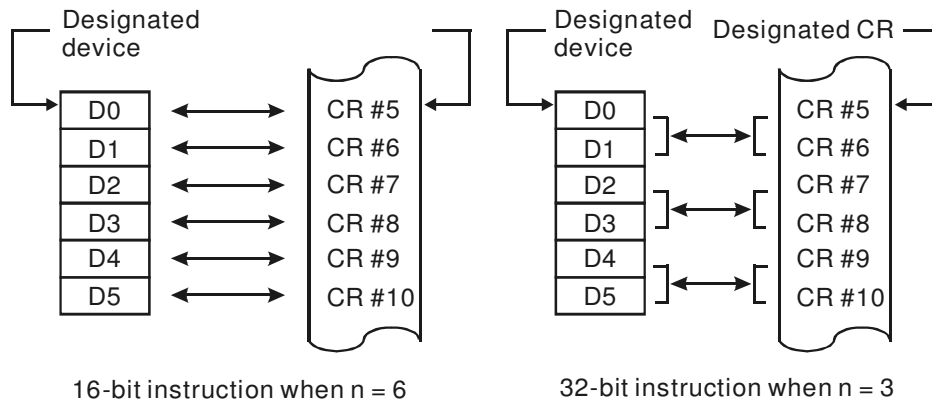 Designated
device
D0
D1
D2
D3
D4
D5
CR #5
CR #6
CR #7
CR #8
CR #9
CR #10
16-bit instruction when n = 6
Designated
device
Designated CR
D0
D1
D2
D3
D4
D5
CR #5
CR #6
CR #7
CR #8
CR #9
CR #10
32-bit instruction when n = 3